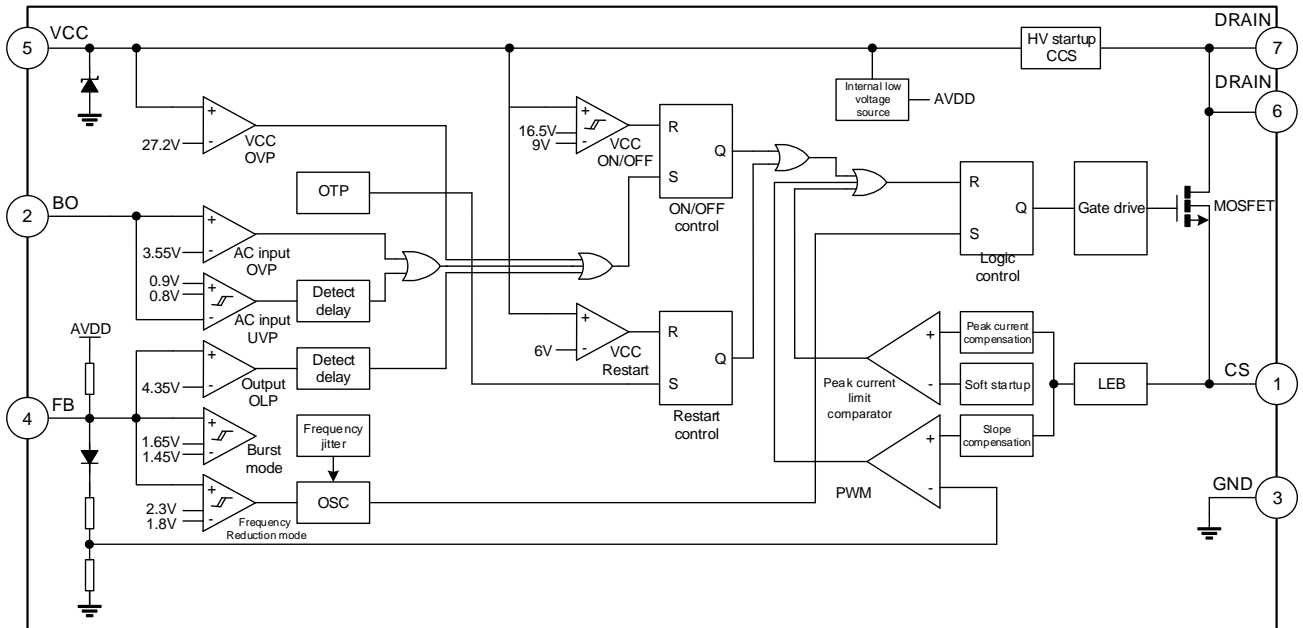 VCC
5
DRAIN
7
HV startup
CCS
DRAIN
6
Internal low
voltage
source
AVDD
+
-
27.2V
VCC
OVP
+
-
16.5V
9V
VCC
ON/OFF
R
S
Q
ON/OFF
control
OTP
BO
2
+
-
3.55V
AC input
OVP
0.9V
0.8V
+
-
AC input
UVP
Detect
delay
R
S
Q
Logic
control
Gate drive
MOSFET
AVDD
+
-
4.35V
Output
OLP
Detect
delay
+
-
6V
VCC
Restart
R
S
Q
Restart
control
+
-
Peak current
limit
comparator
Peak current
compensation
Soft startup
LEB
CS
1
FB
4
+
-
1.65V
1.45V
Burst
mode
Frequency
jitter
+
-
PWM
Slope
compensation
+
-
2.3V
1.8V
Frequency
Reduction mode
OSC
GND
3